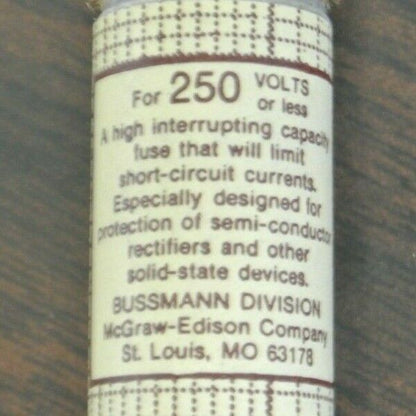 For 250 VOLTS or less
A high interrupting capacity
fuse that will limit
short-circuit currents.
Especially designed for
protection of semi-conductor
rectifiers and other
solid-state devices.
BUSSMANN DIVISION
McGraw-Edison Company
St. Louis, MO 63178